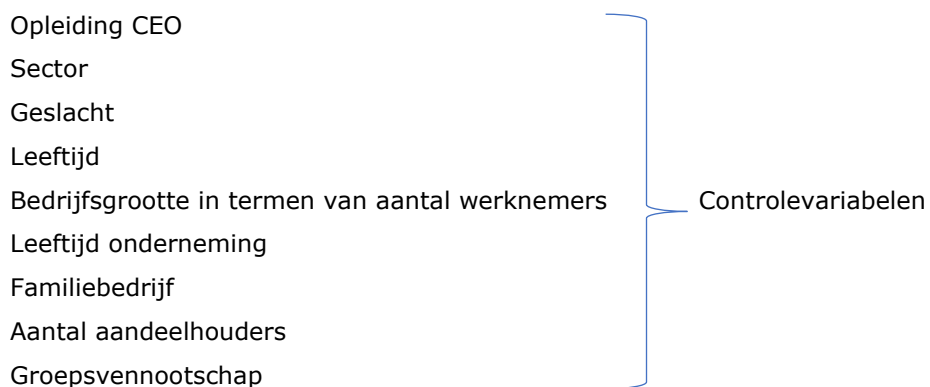 Opleiding CEO
Sector
Geslacht
Leeftijd
Bedrijfsgrootte in termen van aantal werknemers
Controlevariabelen
Leeftijd onderneming
Familiebedrijf
Aantal aandeelhouders
Groepsvennootschap